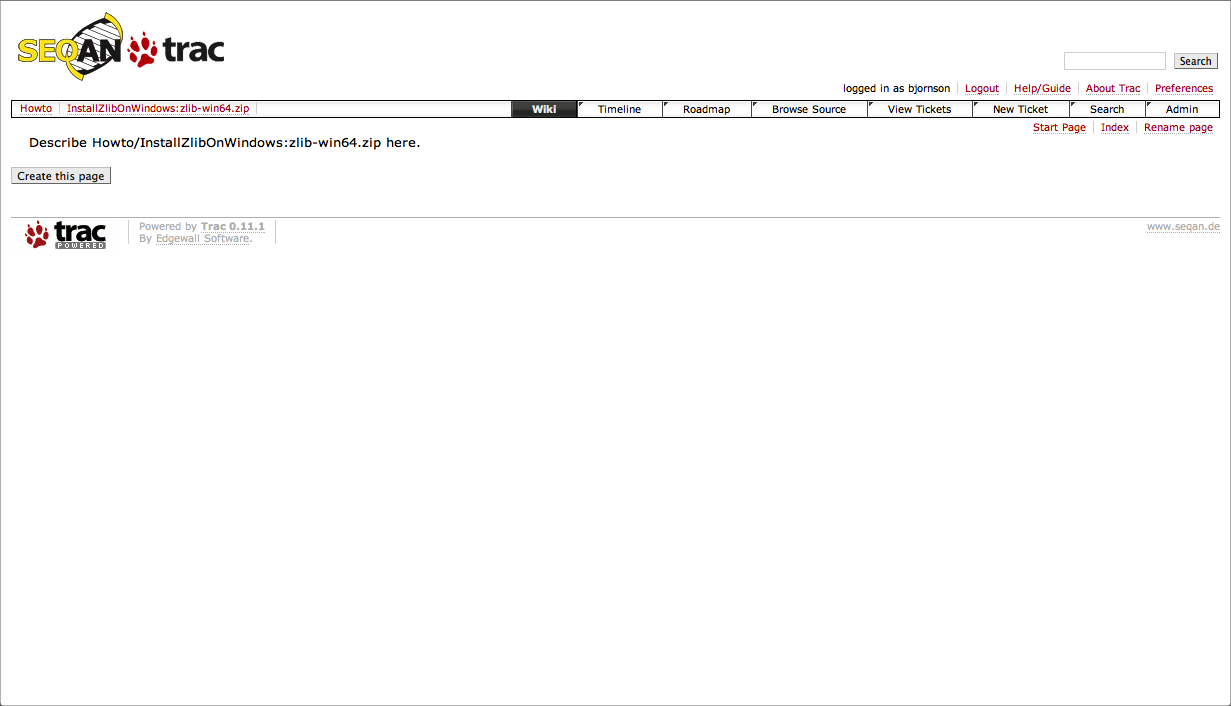 SEQAN trac
Search
logged in as bjornson Logout Help/Guide About Trac Preferences
Howto InstallZlibOnWindows:zlib-win64.zip Wiki Timeline Roadmap Browse Source View Tickets New Ticket Search Admin
Start Page Index Rename page
Describe Howto/InstallZlibOnWindows:zlib-win64.zip here.
Create this page
trac POWERED
Powered by Trac 0.11.1
By Edgewall Software.
www.seqan.de